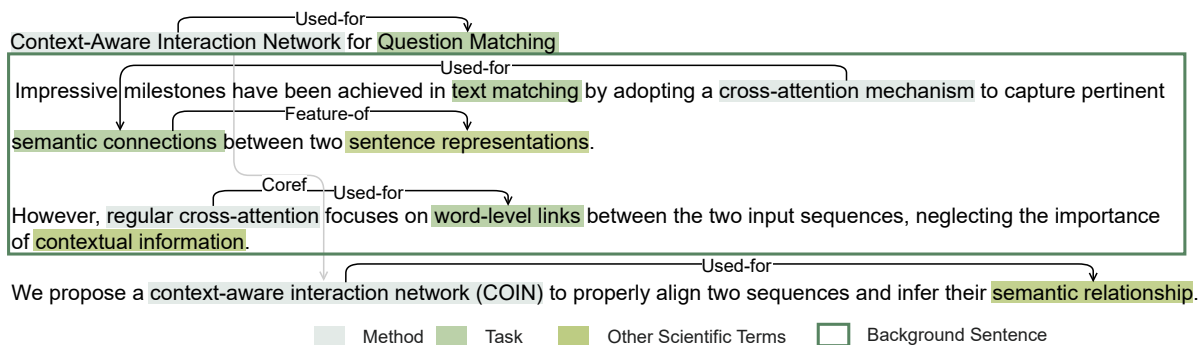 Used-for
Context-Aware Interaction Network for Question Matching
Used-for
Impressive milestones have been achieved in text matching by adopting a cross-attention mechanism to capture pertinent
Feature-of
semantic connections between two sentence representations.
Coref
Used-for
However, regular cross-attention focuses on word-level links between the two input sequences, neglecting the importance
of contextual information.
Used-for
We propose a context-aware interaction network (COIN) to properly align two sequences and infer their semantic relationship.
Method Task Other Scientific Terms Background Sentence